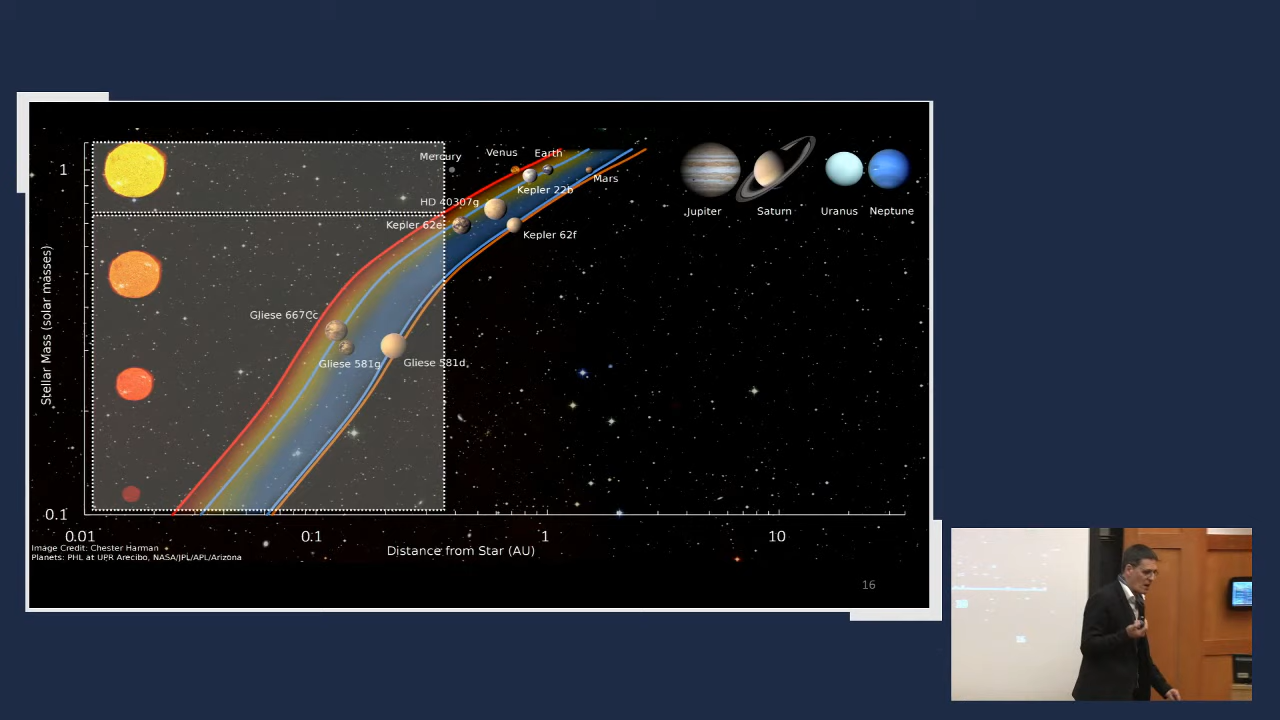 Mercury
Venus
Earth
Mars
Kepler 22b
HD 40307g
Kepler 62e
Kepler 62f
Jupiter
Saturn
Uranus
Neptune
Gliese 667Cc
Gliese 581g
Gliese 581d
Stellar Mass (solar masses)
1
0.1
0.01
0.1
1
10
Distance from Star (AU)
Image Credit: Chester Harman
Planets: PHL at UPR Arecibo, NASA/JPL/APL/Arizona
16